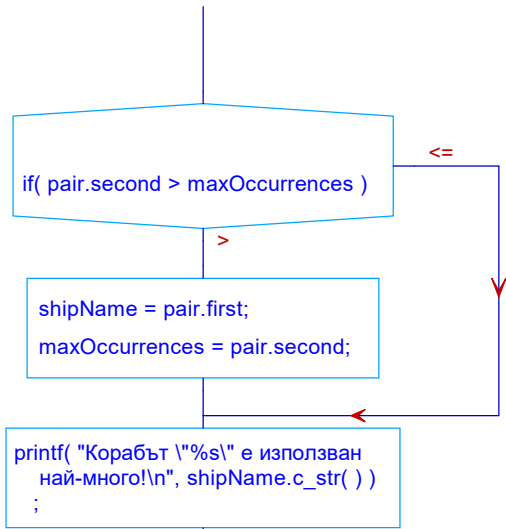 <=
if( pair.second > maxOccurrences )
>
shipName = pair.first;
maxOccurrences = pair.second;
printf( "Корабът \"%s\" е използван
най-много!\n", shipName.c_str( ) )
;